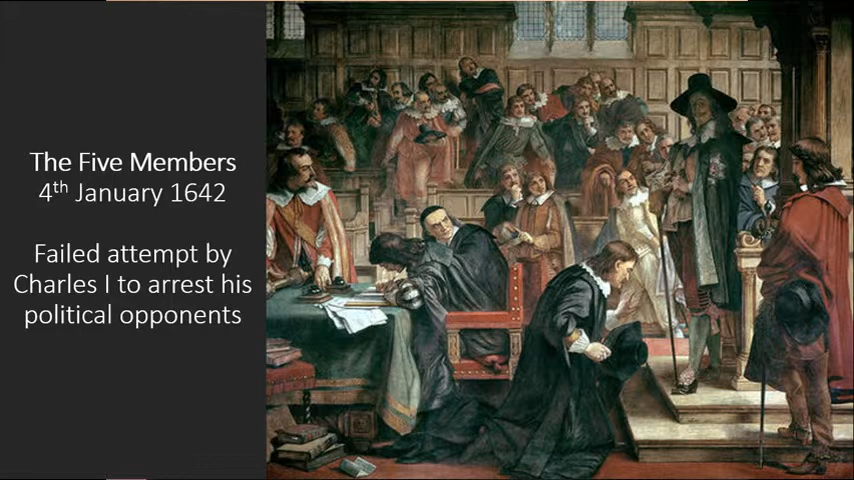 The Five Members
4th January 1642
Failed attempt by
Charles I to arrest his
political opponents